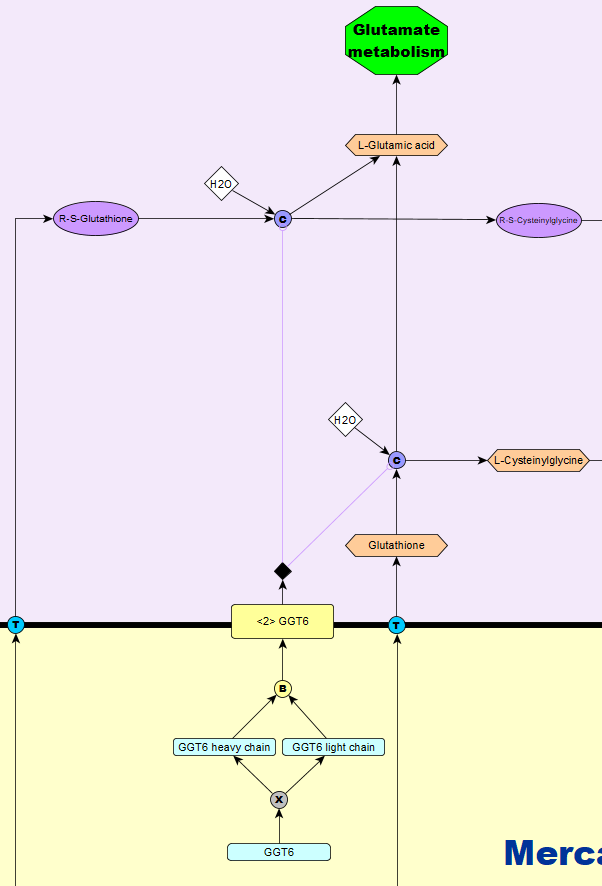 Glutamate
metabolism
L-Glutamic acid
H2O
R-S-Glutathione
C
R-S-Cysteinylglycine
H2O
C
L-Cysteinylglycine
Glutathione
<2> GGT6
T
T
B
GGT6 heavy chain
GGT6 light chain
X
GGT6
Merca